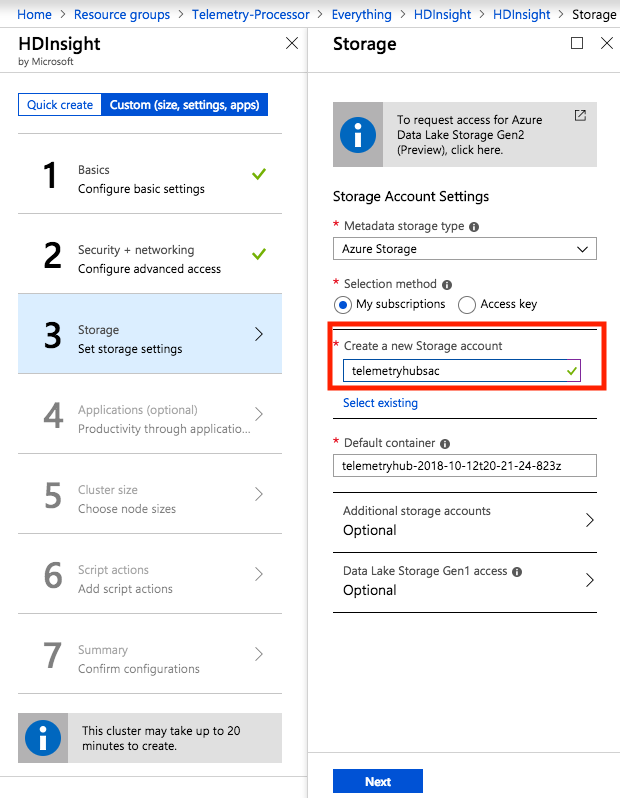 Home > Resource groups > Telemetry-Processor > Everything > HDInsight > HDInsight > Storage
HDInsight
by Microsoft
Quick create
Custom (size, settings, apps)
1
Basics
Configure basic settings
2
Security + networking
Configure advanced access
3
Storage
Set storage settings
4
Applications (optional)
Productivity through applicatio...
5
Cluster size
Choose node sizes
6
Script actions
Add script actions
7
Summary
Confirm configurations
This cluster may take up to 20
minutes to create.
Storage
To request access for Azure
Data Lake Storage Gen2
(Preview), click here.
Storage Account Settings
* Metadata storage type
Azure Storage
* Selection method
My subscriptions
Access key
* Create a new Storage account
telemetryhubsac
Select existing
* Default container
telemetryhub-2018-10-12t20-21-24-823z
Additional storage accounts
Optional
Data Lake Storage Gen1 access
Optional
Next